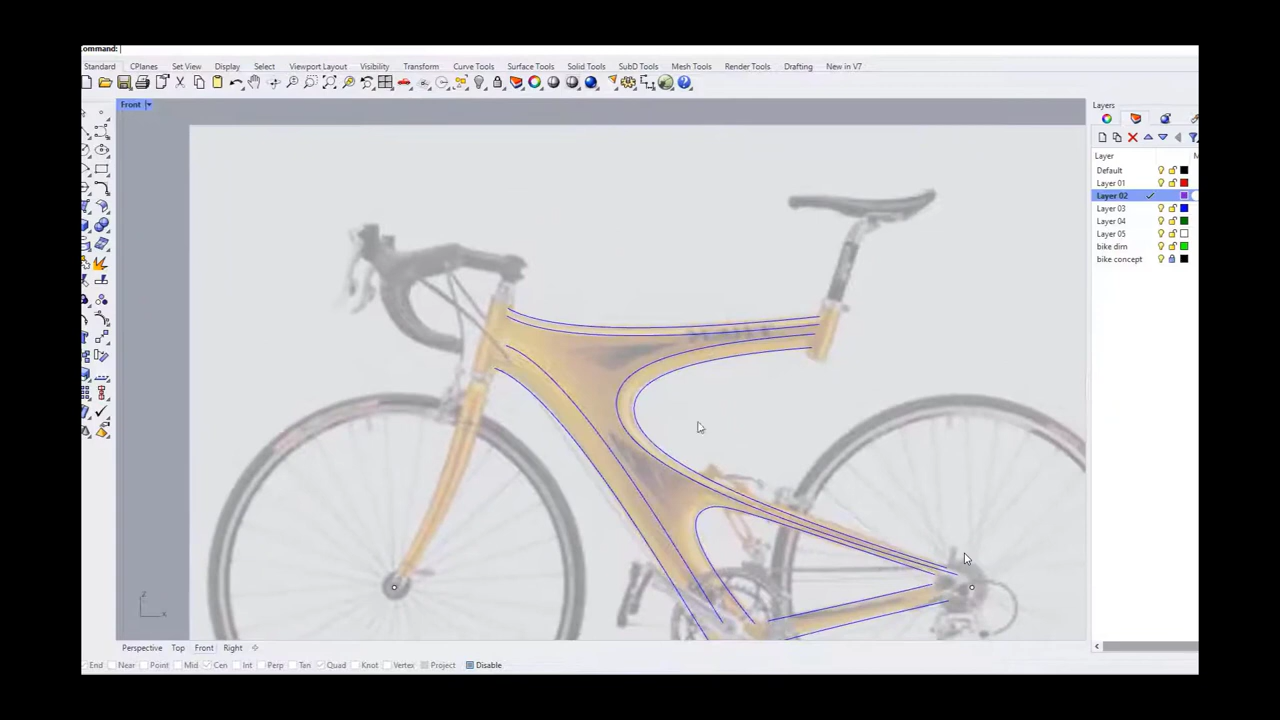 ommand:
Standard CPlanes Set View Display Select Viewport Layout Visibility Transform Curve Tools Surface Tools Solid Tools SubD Tools Mesh Tools Render Tools Drafting New in V7
Front
Layers
Layer M
Default
Layer 01
Layer 02
Layer 03
Layer 04
Layer 05
bike dim
bike concept
z
x
Perspective Top Front Right
End Near Point Mid Cen Int Perp Tan Quad Knot Vertex Project Disable